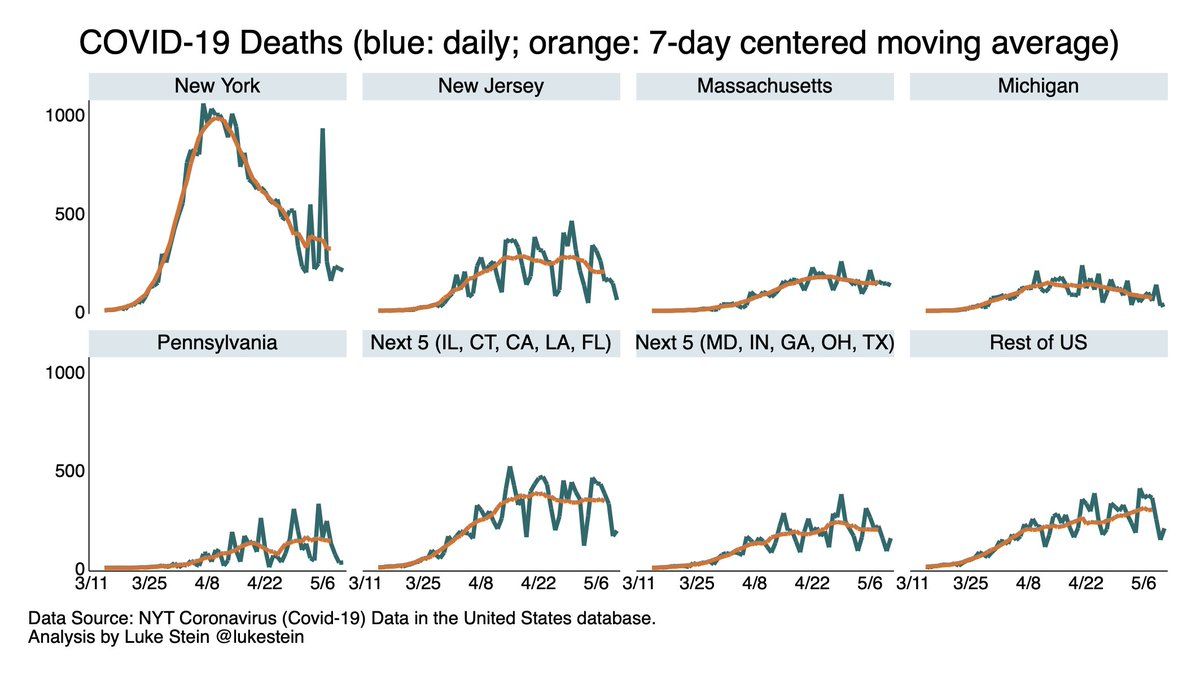 COVID-19 Deaths (blue: daily; orange: 7-day centered moving average)
New York
New Jersey
Massachusetts
Michigan
1000
500
0
Pennsylvania
Next 5 (IL, CT, CA, LA, FL)
Next 5 (MD, IN, GA, OH, TX)
Rest of US
1000
500
0
3/11 3/25 4/8 4/22 5/6
3/11 3/25 4/8 4/22 5/6
3/11 3/25 4/8 4/22 5/6
3/11 3/25 4/8 4/22 5/6
Data Source: NYT Coronavirus (Covid-19) Data in the United States database.
Analysis by Luke Stein @lukestein